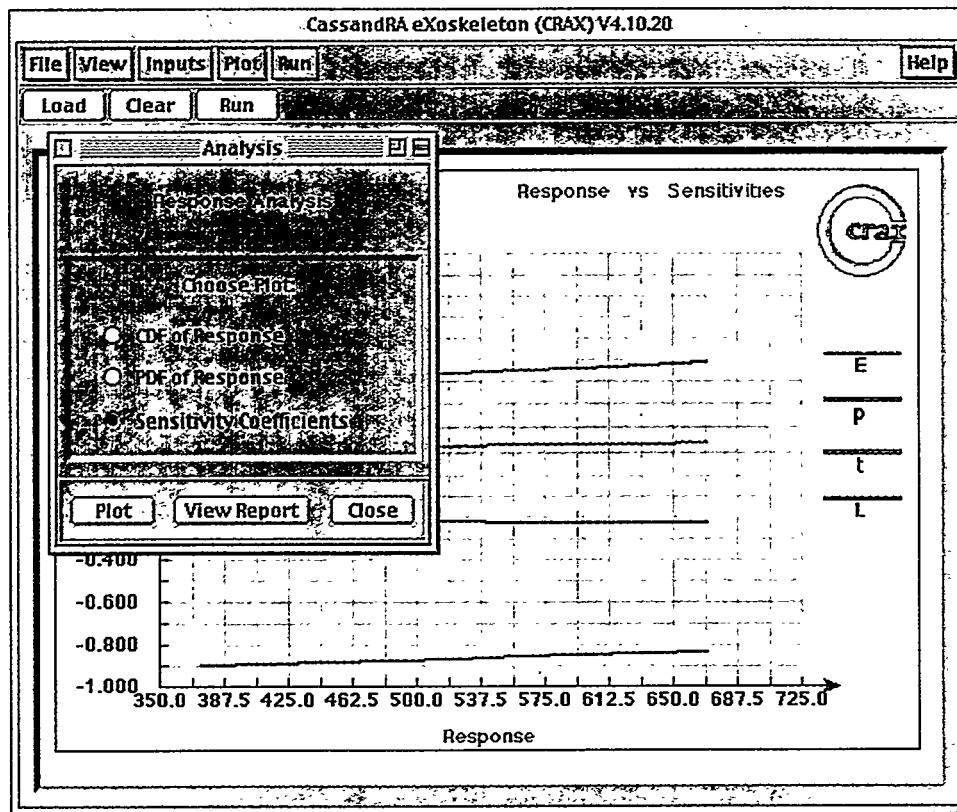 CassandRA eXoskeleton (CRAX) V4.10.20
File View Inputs Plot Run Help
Load Clear Run
Analysis
Response Analysis
Choose Plot
CDF of Response
PDF of Response
Sensitivity Coefficients
Plot View Report Close
Response vs Sensitivities
crax
E
p
t
L
-0.400
-0.600
-0.800
-1.000
350.0 387.5 425.0 462.5 500.0 537.5 575.0 612.5 650.0 687.5 725.0
Response